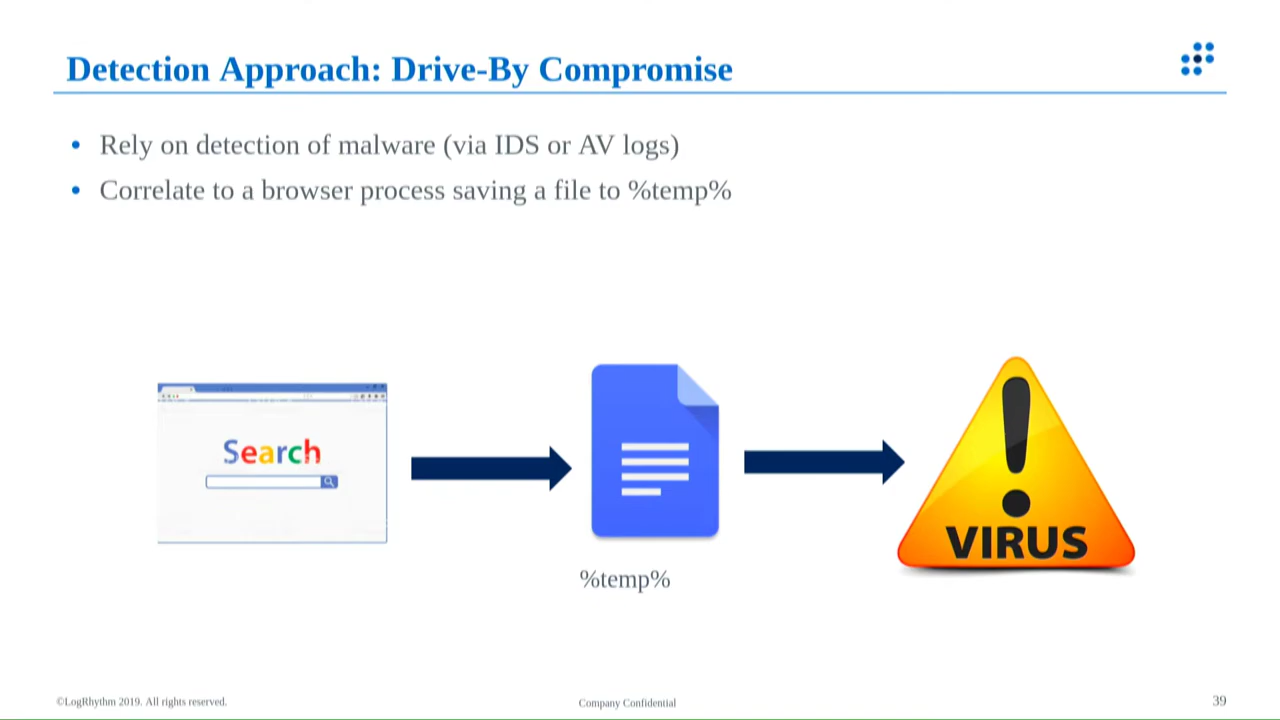 Detection Approach: Drive-By Compromise
• Rely on detection of malware (via IDS or AV logs)
• Correlate to a browser process saving a file to %temp%
Search
VIRUS
%temp%
©LogRhythm 2019. All rights reserved.
Company Confidential
39